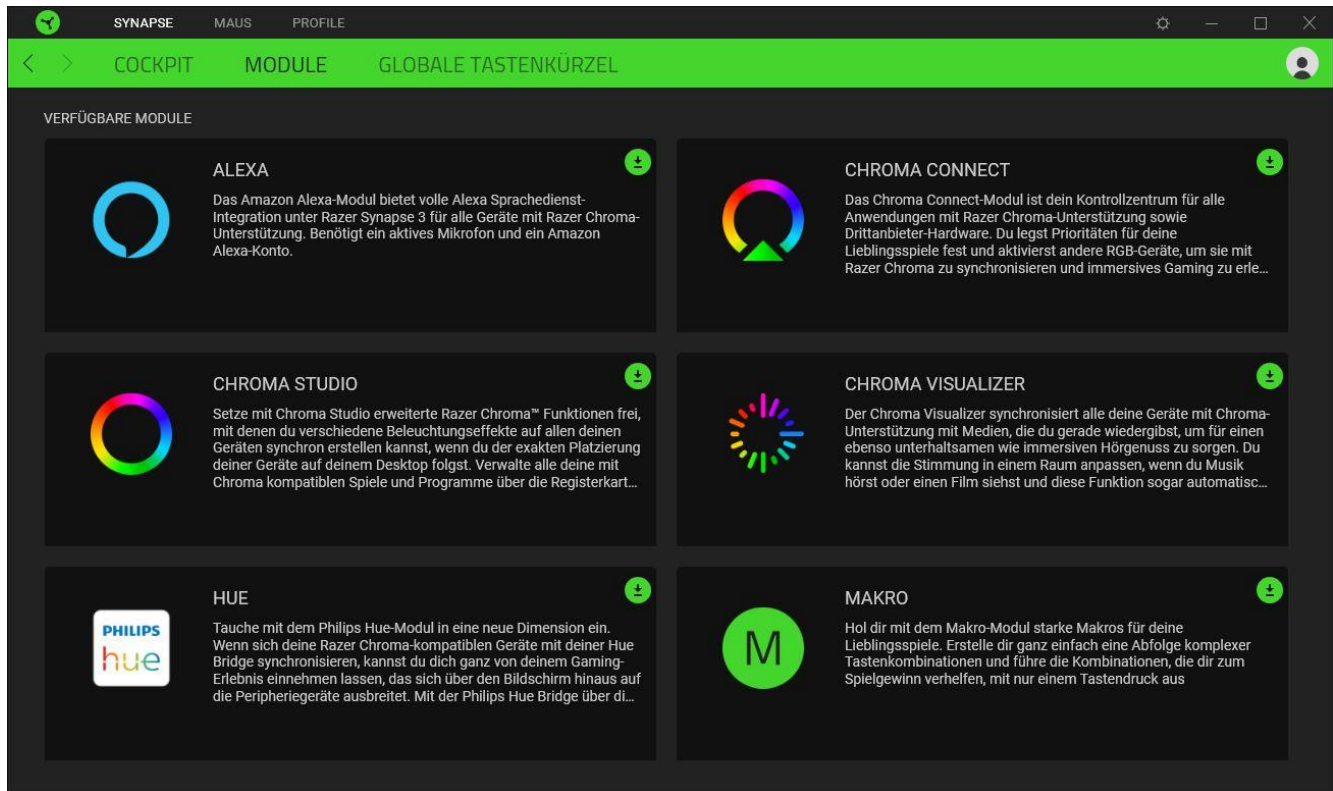 SYNAPSE MAUS PROFILE
COCKPIT MODULE GLOBALE TASTENKÜRZEL
VERFÜGBARE MODULE
ALEXA
Das Amazon Alexa-Modul bietet volle Alexa Sprachedienst-
Integration unter Razer Synapse 3 für alle Geräte mit Razer Chroma-
Unterstützung. Benötigt ein aktives Mikrofon und ein Amazon
Alexa-Konto.
CHROMA CONNECT
Das Chroma Connect-Modul ist dein Kontrollzentrum für alle
Anwendungen mit Razer Chroma-Unterstützung sowie
Drittanbieter-Hardware. Du legst Prioritäten für deine
Lieblingsspiele fest und aktivierst andere RGB-Geräte, um sie mit
Razer Chroma zu synchronisieren und immersives Gaming zu erle...
CHROMA STUDIO
Setze mit Chroma Studio erweiterte Razer Chroma™ Funktionen frei,
mit denen du verschiedene Beleuchtungseffekte auf allen deinen
Geräten synchron erstellen kannst, wenn du der exakten Platzierung
deiner Geräte auf deinem Desktop folgst. Verwalte alle deine mit
Chroma kompatiblen Spiele und Programme über die Registerkart...
CHROMA VISUALIZER
Der Chroma Visualizer synchronisiert alle deine Geräte mit Chroma-
Unterstützung mit Medien, die du gerade wiedergibst, um für einen
ebenso unterhaltsamen wie immersiven Hörgenuss zu sorgen. Du
kannst die Stimmung in einem Raum anpassen, wenn du Musik
hörst oder einen Film siehst und diese Funktion sogar automatisc...
PHILIPS
hue
HUE
Tauche mit dem Philips Hue-Modul in eine neue Dimension ein.
Wenn sich deine Razer Chroma-kompatiblen Geräte mit deiner Hue
Bridge synchronisieren, kannst du dich ganz von deinem Gaming-
Erlebnis einnehmen lassen, das sich über den Bildschirm hinaus auf
die Peripheriegeräte ausbreitet. Mit der Philips Hue Bridge über di...
M
MAKRO
Hol dir mit dem Makro-Modul starke Makros für deine
Lieblingsspiele. Erstelle dir ganz einfach eine Abfolge komplexer
Tastenkombinationen und führe die Kombinationen, die dir zum
Spielgewinn verhelfen, mit nur einem Tastendruck aus